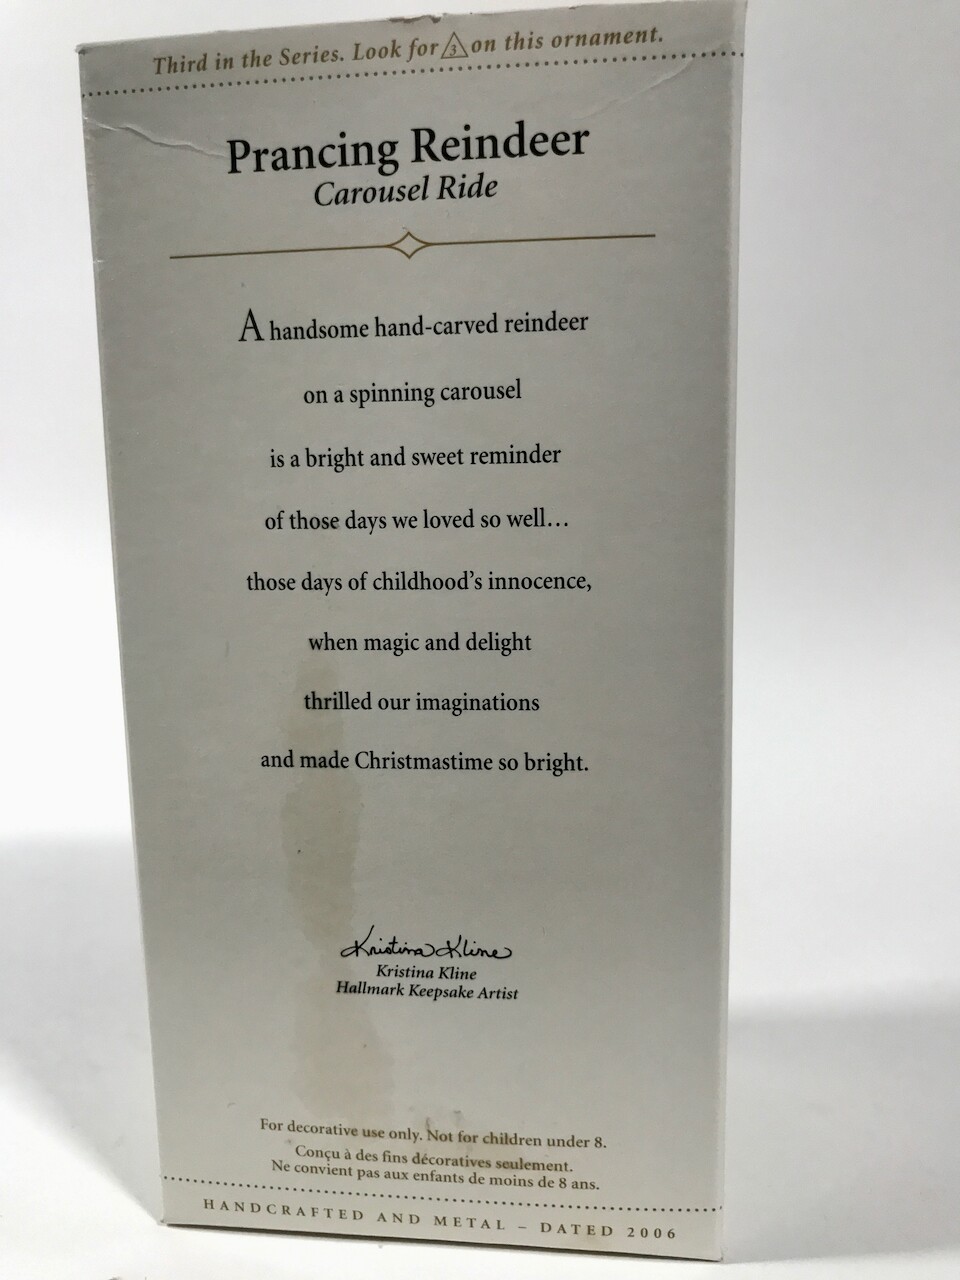 Third in the Series. Look for 3 on this ornament.
Prancing Reindeer
Carousel Ride
A handsome hand-carved reindeer
on a spinning carousel
is a bright and sweet reminder
of those days we loved so well…
those days of childhood's innocence,
when magic and delight
thrilled our imaginations
and made Christmastime so bright.
Kristina Kline
Kristina Kline
Hallmark Keepsake Artist
For decorative use only. Not for children under 8.
Conçu à des fins décoratives seulement.
Ne convient pas aux enfants de moins de 8 ans.
HANDCRAFTED AND METAL – DATED 2006